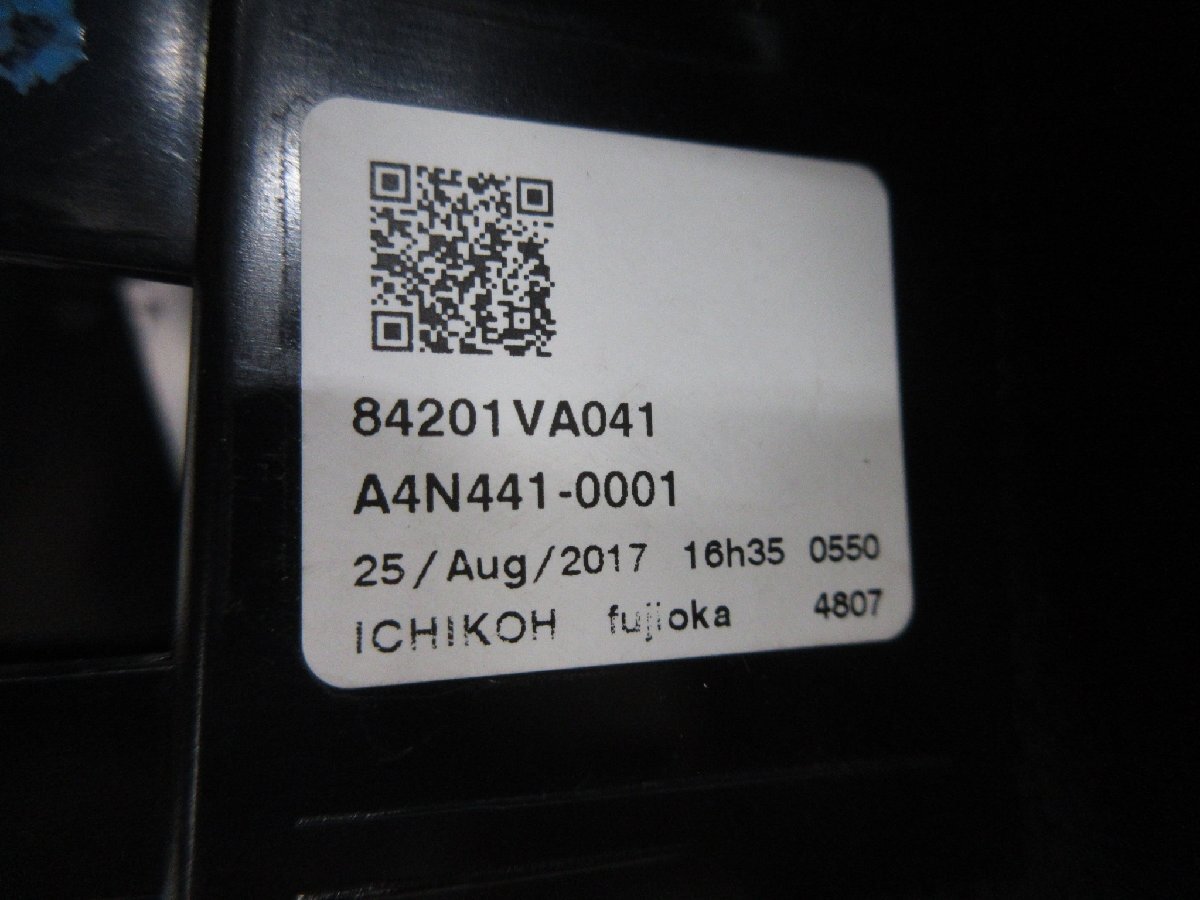 84201VA041
A4N441-0001
25/Aug/2017 16h35 0550
ICHIKOH fujioka 4807